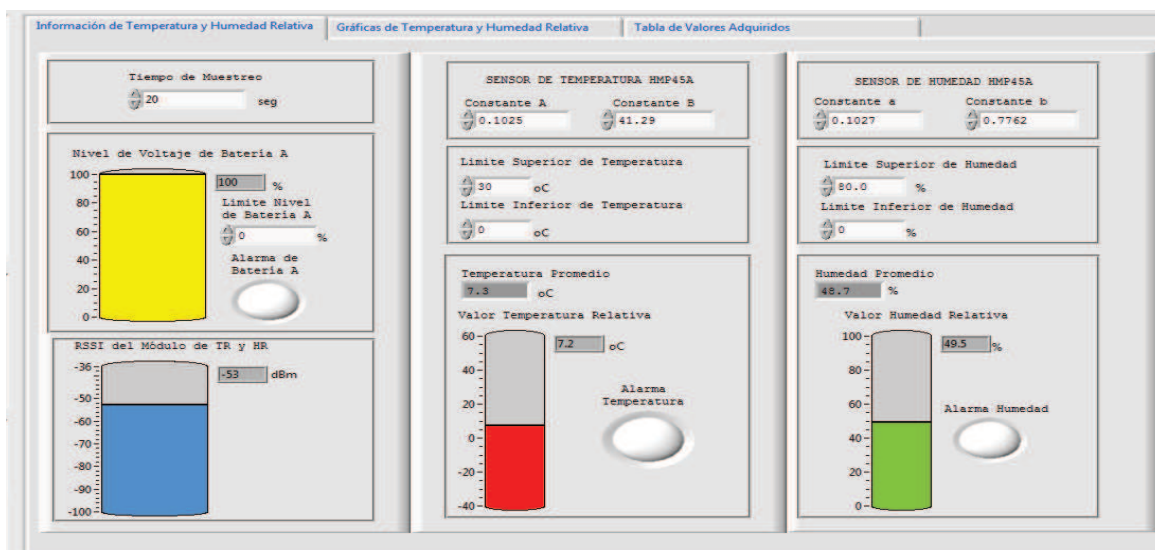 Información de Temperatura y Humedad Relativa
Gráficas de Temperatura y Humedad Relativa
Tabla de Valores Adquiridos
Tiempo de Muestreo
20 seg
Nivel de Voltaje de Batería A
100
80
60
40
20
0
100 %
Limite Nivel
de Batería A
0 %
Alarma de
Batería A
RSSI del Módulo de TR y HR
-36
-50
-60
-70
-80
-90
-100
-53 dBm
SENSOR DE TEMPERATURA HMP45A
Constante A
0.1025
Constante B
41.29
Limite Superior de Temperatura
30 oC
Limite Inferior de Temperatura
0 oC
Temperatura Promedio
7.3 oC
Valor Temperatura Relativa
60
40
20
0
-20
-40
7.2 oC
Alarma
Temperatura
SENSOR DE HUMEDAD HMP45A
Constante a
0.1027
Constante b
0.7762
Limite Superior de Humedad
80.0 %
Limite Inferior de Humedad
0 %
Humedad Promedio
48.7 %
Valor Humedad Relativa
100
80
60
40
20
0
49.5 %
Alarma Humedad